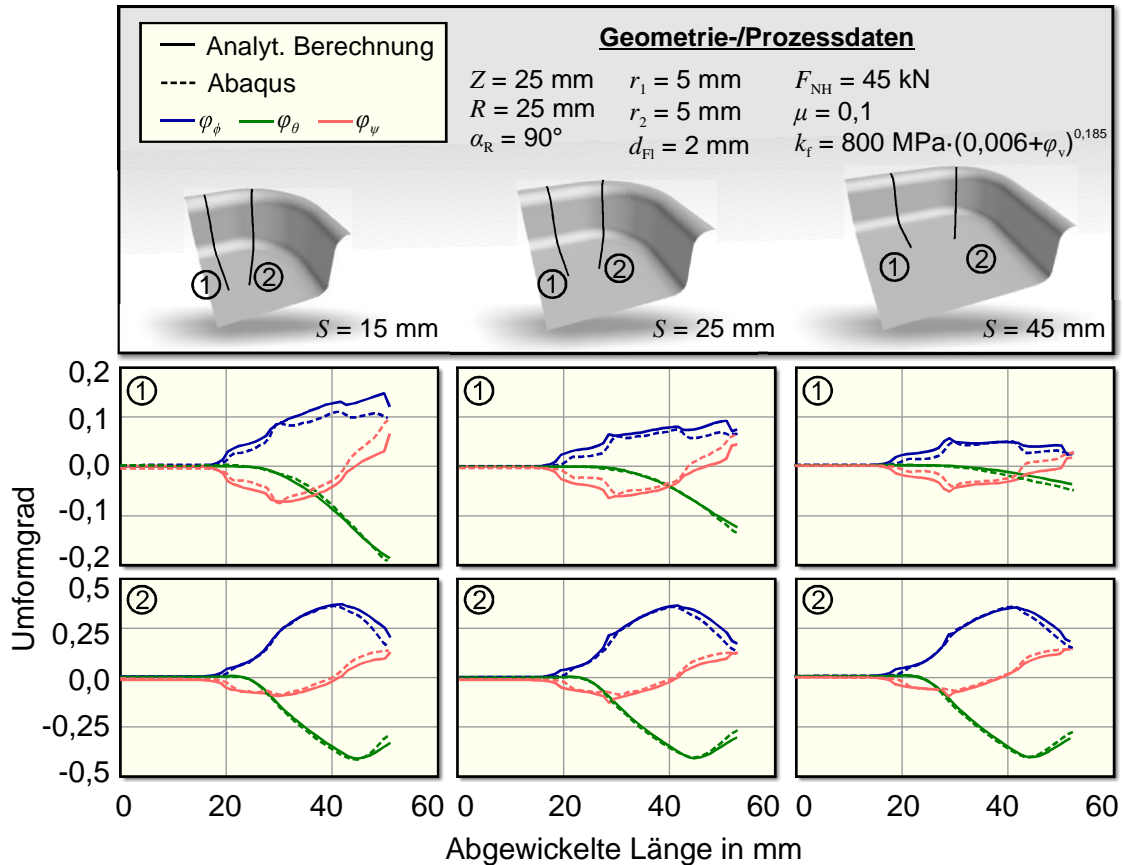 Analyt. Berechnung
Abaqus
φ_ϕ φ_θ φ_ψ
Geometrie-/Prozessdaten
Z = 25 mm r₁ = 5 mm F_NH = 45 kN
R = 25 mm r₂ = 5 mm μ = 0,1
α_R = 90° d_Fl = 2 mm k_f = 800 MPa·(0,006+φ_v)^0,185
1 2 1 2 1 2
S = 15 mm S = 25 mm S = 45 mm
Umformgrad
0,2
0,1
0,0
-0,1
-0,2
1 1 1
0,5
0,25
0,0
-0,25
-0,5
2 2 2
0 20 40 0 20 40 0 20 40 60
Abgewickelte Länge in mm